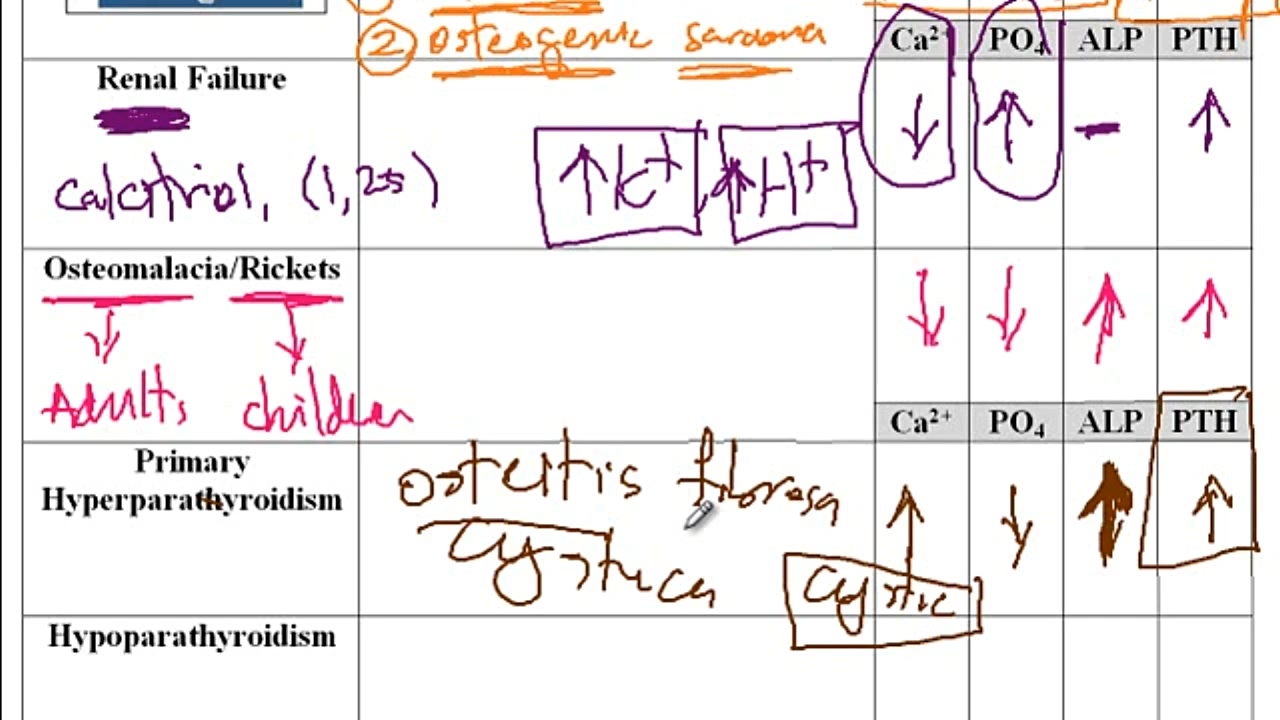 ② Osteogenic sarcoma
Ca²⁺ PO₄ ALP PTH
Renal Failure
↓ ↑ - ↑
calcitriol, (1,25)
↑K⁺, ↑H⁺
Osteomalacia/Rickets
↓ ↓ ↑ ↑
Adults children
Ca²⁺ PO₄ ALP PTH
Primary
Hyperparathyroidism
Osteitis fibrosa
cystica
↑ ↓ ↑ ↑
cystic
Hypoparathyroidism